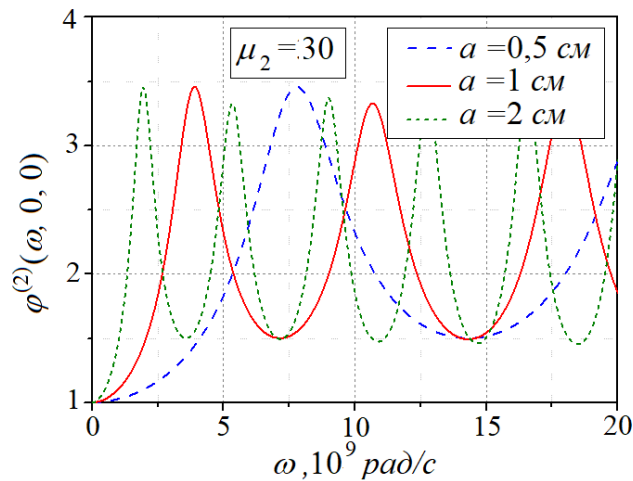 4
μ₂ = 30
a = 0,5 см
a = 1 см
a = 2 см
3
φ⁽²⁾(ω, 0, 0)
2
1
0 5 10 15 20
ω ,10⁹ рад/с